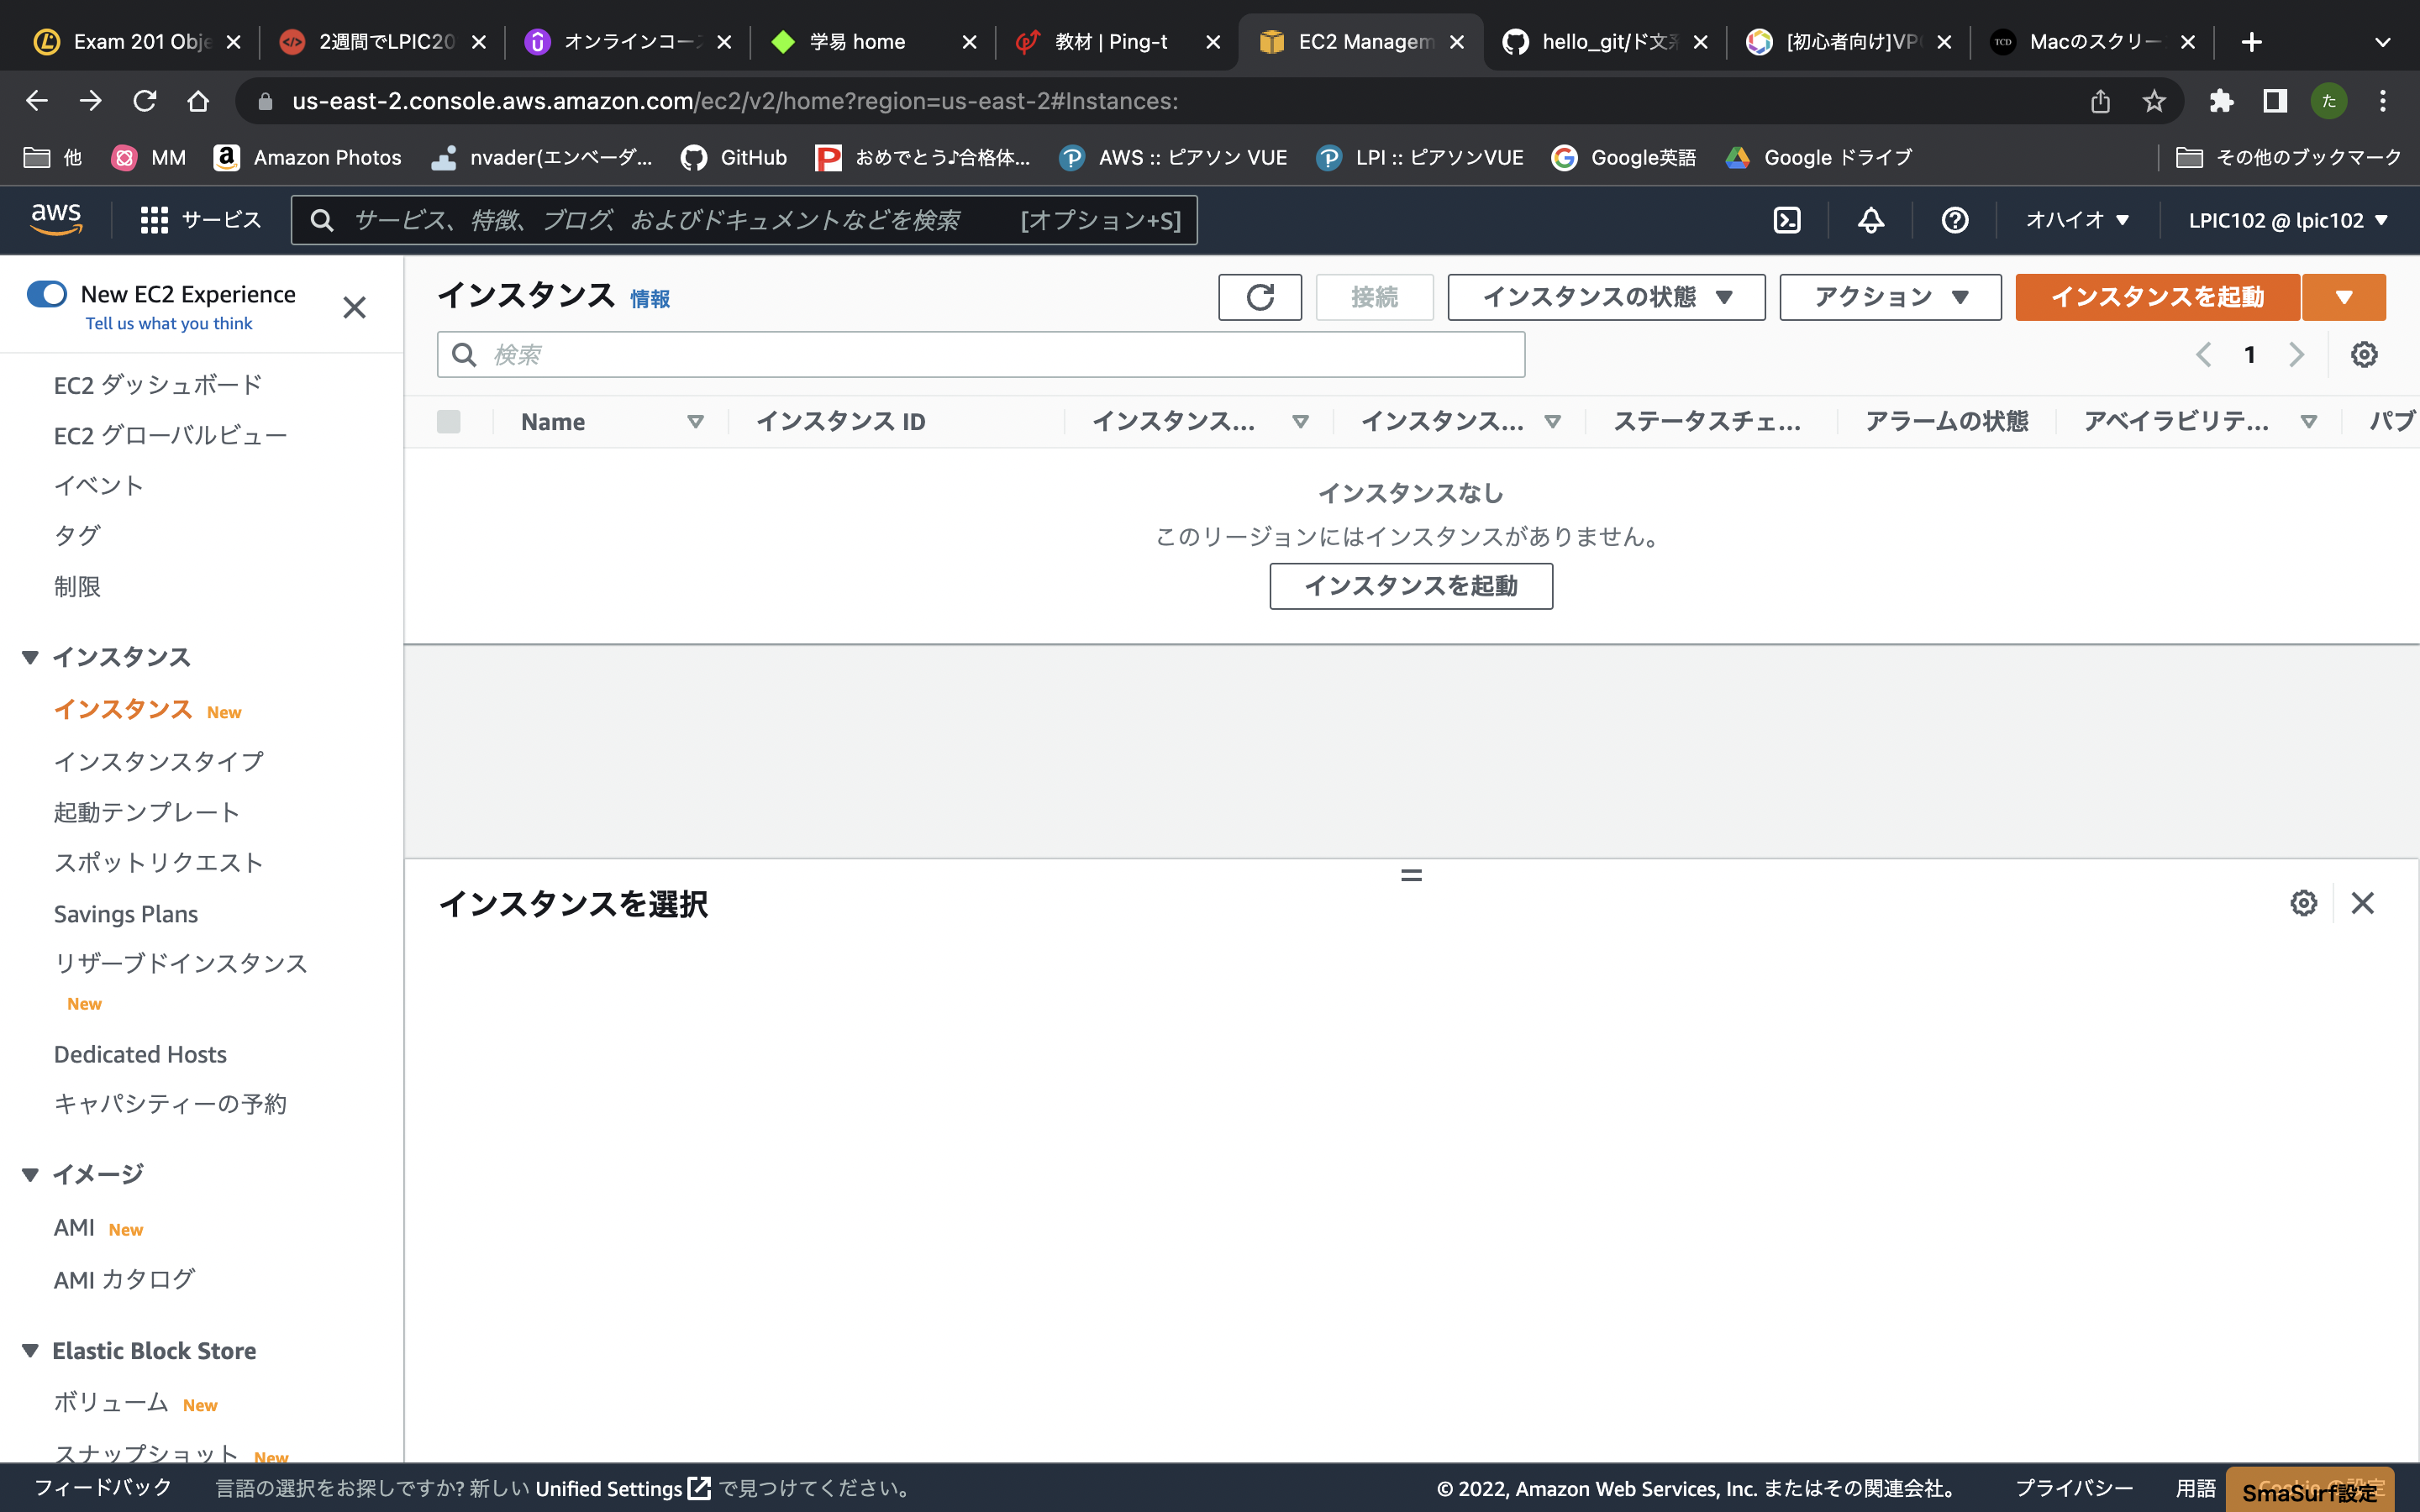 Exam 201 Obje
2週間でLPIC20
オンラインコース
学易 home
教材 | Ping-t
EC2 Managem
hello_git/ド文系
[初心者向け]VPC
TCD
Macのスクリー
us-east-2.console.aws.amazon.com/ec2/v2/home?region=us-east-2#Instances:
た
他
MM
Amazon Photos
nvader(エンベーダ...
GitHub
おめでとう♪合格体...
AWS :: ピアソン VUE
LPI :: ピアソンVUE
Google英語
Google ドライブ
その他のブックマーク
aws
サービス
サービス、特徴、ブログ、およびドキュメントなどを検索
[オプション+S]
オハイオ
LPIC102 @ lpic102
New EC2 Experience
Tell us what you think
EC2 ダッシュボード
EC2 グローバルビュー
イベント
タグ
制限
インスタンス
インスタンス New
インスタンスタイプ
起動テンプレート
スポットリクエスト
Savings Plans
リザーブドインスタンス
New
Dedicated Hosts
キャパシティーの予約
イメージ
AMI New
AMI カタログ
Elastic Block Store
ボリューム New
スナップショット New
インスタンス 情報
接続
インスタンスの状態
アクション
インスタンスを起動
検索
1
Name
インスタンス ID
インスタンス...
インスタンス...
ステータスチェ...
アラームの状態
アベイラビリテ...
パブ
インスタンスなし
このリージョンにはインスタンスがありません。
インスタンスを起動
インスタンスを選択
フィードバック
言語の選択をお探しですか? 新しい Unified Settings で見つけてください。
© 2022, Amazon Web Services, Inc. またはその関連会社。
プライバシー
用語
Cookie の設定
SmaSurf設定